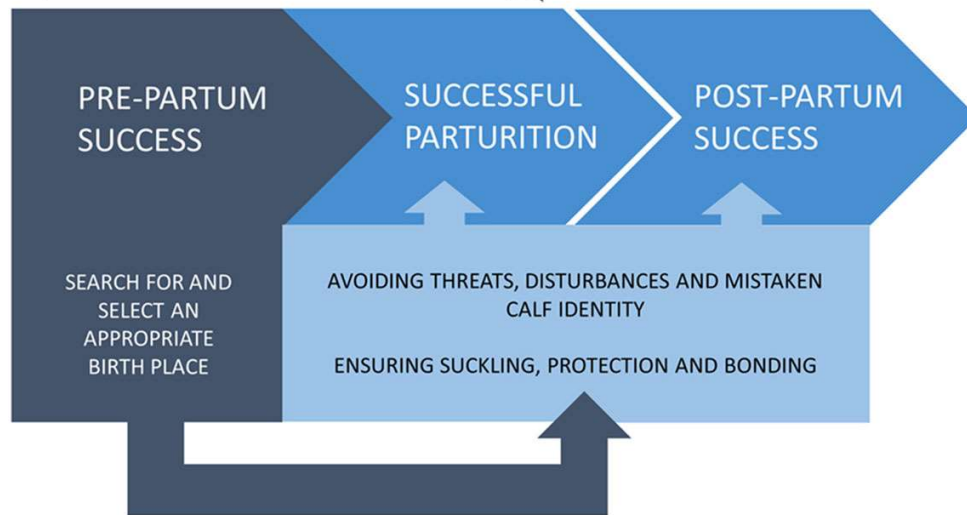 PRE-PARTUM
SUCCESS
SUCCESSFUL
PARTURITION
POST-PARTUM
SUCCESS
SEARCH FOR AND
SELECT AN
APPROPRIATE
BIRTH PLACE
AVOIDING THREATS, DISTURBANCES AND MISTAKEN
CALF IDENTITY
ENSURING SUCKLING, PROTECTION AND BONDING